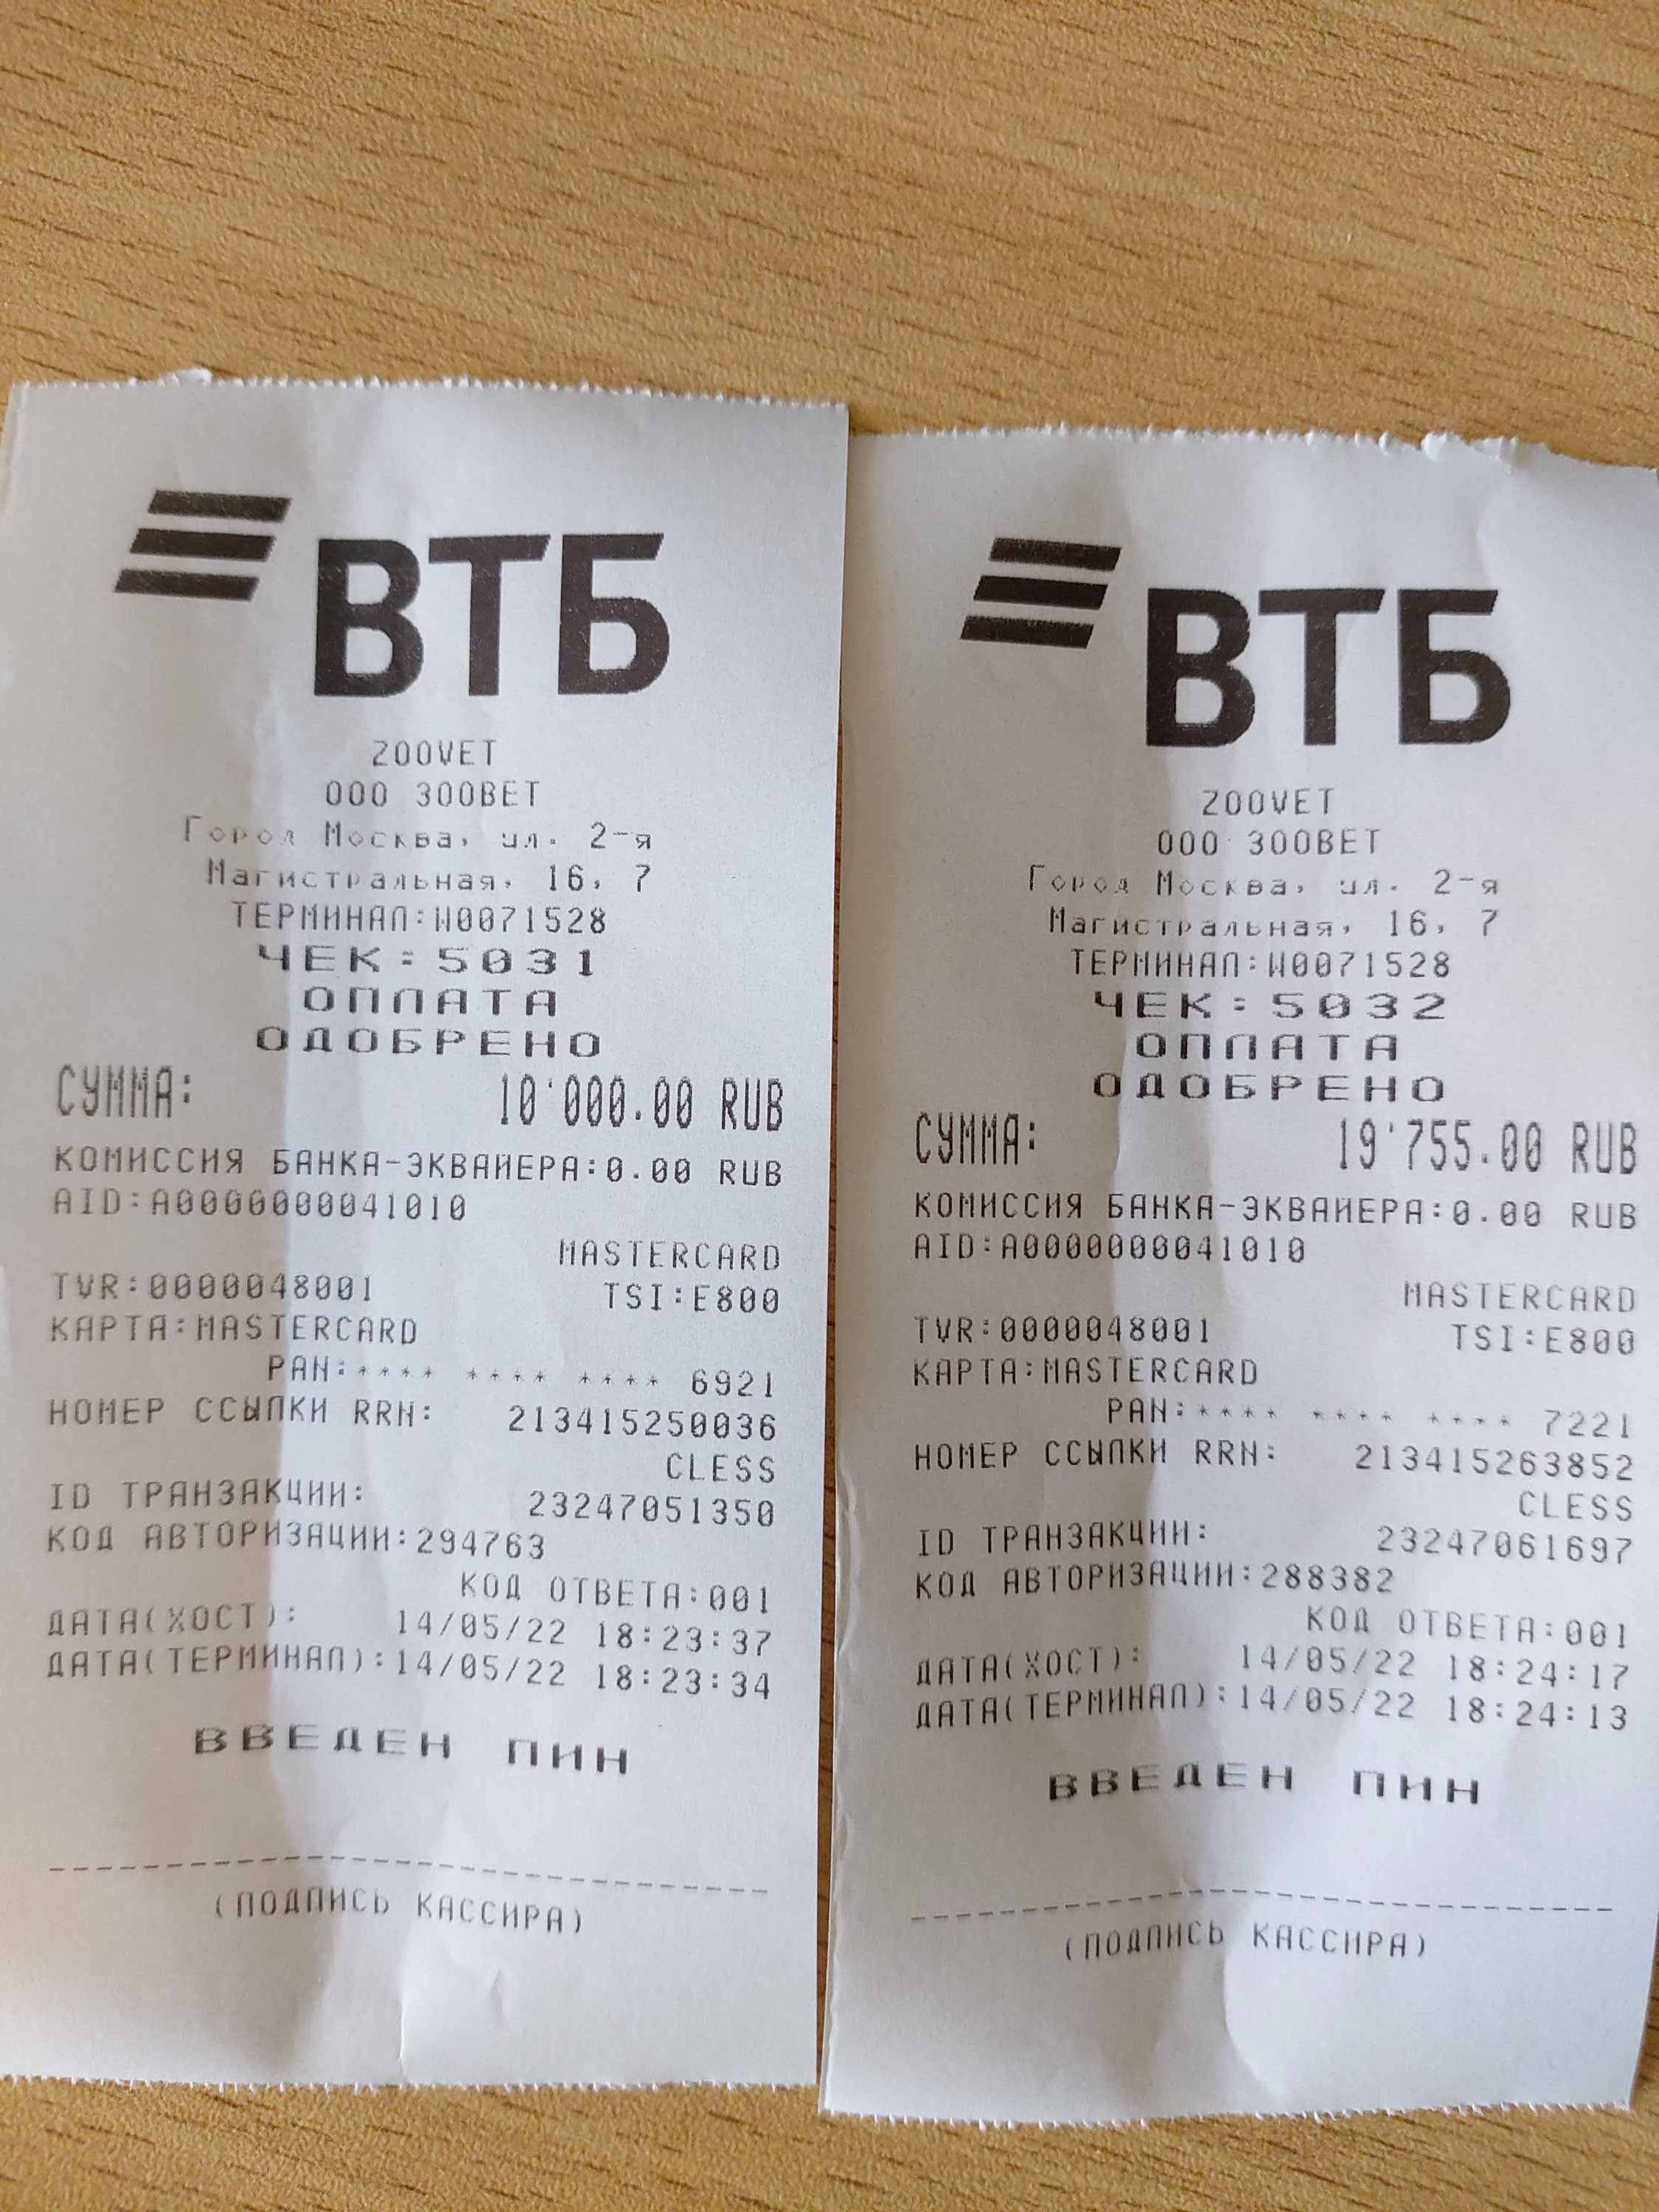 ВТБ
ZOOVET
ООО ЗООВЕТ
Город Москва, ул. 2-я
Магистральная, 16, 7
ТЕРМИНАЛ:W0071528
ЧЕК:5031
ОПЛАТА
ОДОБРЕНО
СУММА: 10'000.00 RUB
КОМИССИЯ БАНКА-ЭКВАЙЕРА:0.00 RUB
AID:A0000000041010
MASTERCARD
TVR:0000048001 TSI:E800
КАРТА:MASTERCARD
PAN:**** **** **** 6921
НОМЕР ССЫЛКИ RRN: 213415250036
CLESS
ID ТРАНЗАКЦИИ: 23247051350
КОД АВТОРИЗАЦИИ:294763
КОД ОТВЕТА:001
ДАТА(ХОСТ): 14/05/22 18:23:37
ДАТА(ТЕРМИНАЛ):14/05/22 18:23:34
ВВЕДЕН ПИН
(ПОДПИСЬ КАССИРА)
ВТБ
ZOOVET
ООО ЗООВЕТ
Город Москва, ул. 2-я
Магистральная, 16, 7
ТЕРМИНАЛ:W0071528
ЧЕК:5032
ОПЛАТА
ОДОБРЕНО
СУММА: 19'755.00 RUB
КОМИССИЯ БАНКА-ЭКВАЙЕРА:0.00 RUB
AID:A0000000041010
MASTERCARD
TVR:0000048001 TSI:E800
КАРТА:MASTERCARD
PAN:**** **** **** 7221
НОМЕР ССЫЛКИ RRN: 213415263852
CLESS
ID ТРАНЗАКЦИИ: 23247061697
КОД АВТОРИЗАЦИИ:288382
КОД ОТВЕТА:001
ДАТА(ХОСТ): 14/05/22 18:24:17
ДАТА(ТЕРМИНАЛ):14/05/22 18:24:13
ВВЕДЕН ПИН
(ПОДПИСЬ КАССИРА)